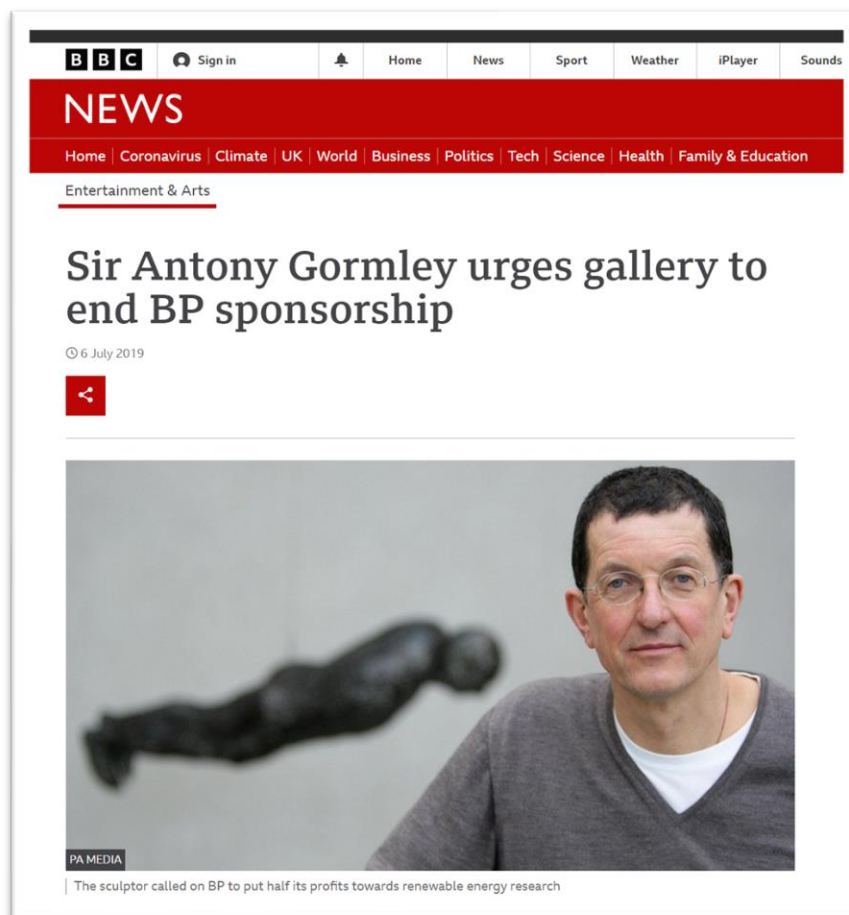 BBC Sign in Home News Sport Weather iPlayer Sounds
NEWS
Home Coronavirus Climate UK World Business Politics Tech Science Health Family & Education
Entertainment & Arts
Sir Antony Gormley urges gallery to
end BP sponsorship
6 July 2019
PA MEDIA
The sculptor called on BP to put half its profits towards renewable energy research